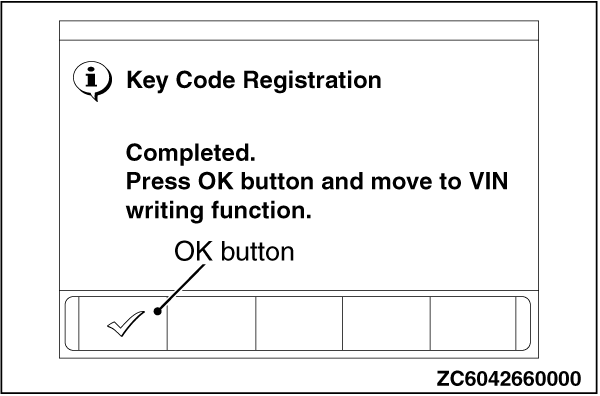 Key Code Registration
Completed.
Press OK button and move to VIN
writing function.
OK button
ZC6042660000